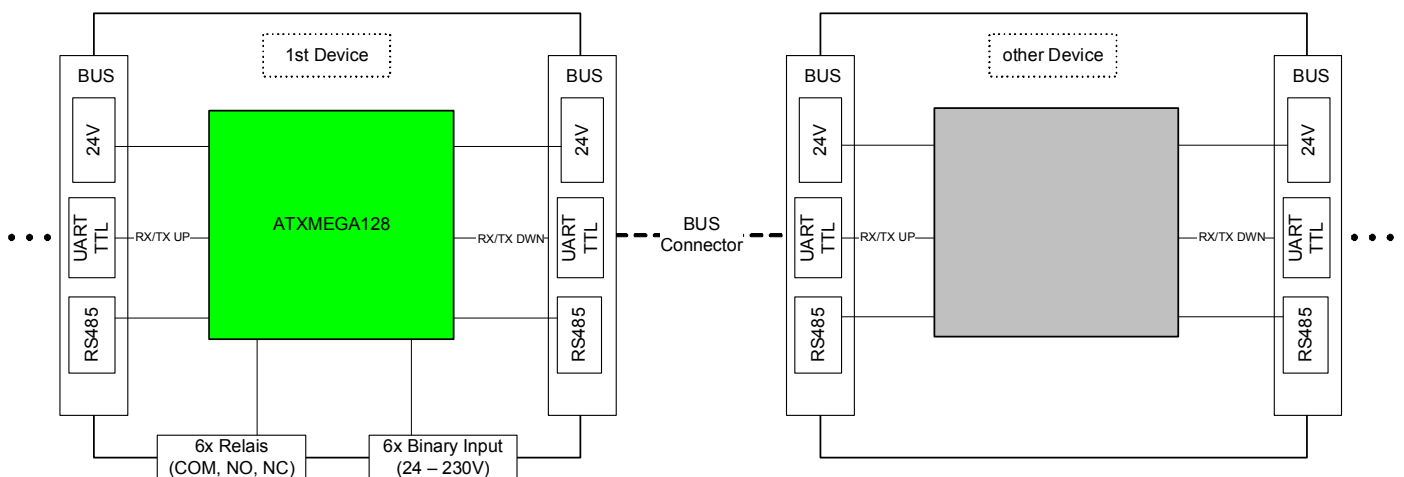 1st Device
BUS
24V
UART
TTL
RS485
RX/TX UP
ATXMEGA128
RX/TX DWN
BUS
24V
UART
TTL
RS485
6x Relais
(COM, NO, NC)
6x Binary Input
(24 – 230V)
BUS
Connector
other Device
BUS
24V
UART
TTL
RS485
RX/TX UP
RX/TX DWN
BUS
24V
UART
TTL
RS485